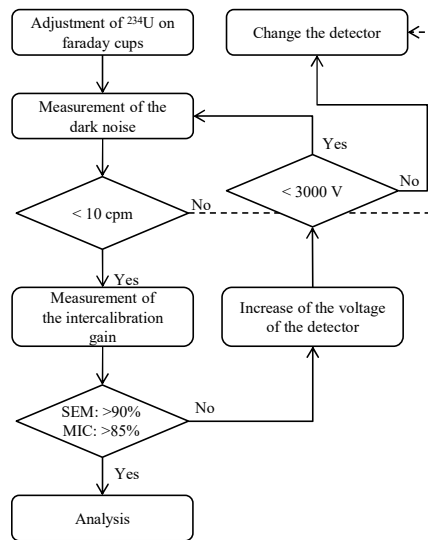 Adjustment of ²³⁴U on
faraday cups
Change the detector
Measurement of the
dark noise
Yes
< 10 cpm
No
< 3000 V
No
Yes
Measurement of
the intercalibration
gain
Increase of the voltage
of the detector
SEM: >90%
MIC: >85%
No
Yes
Analysis